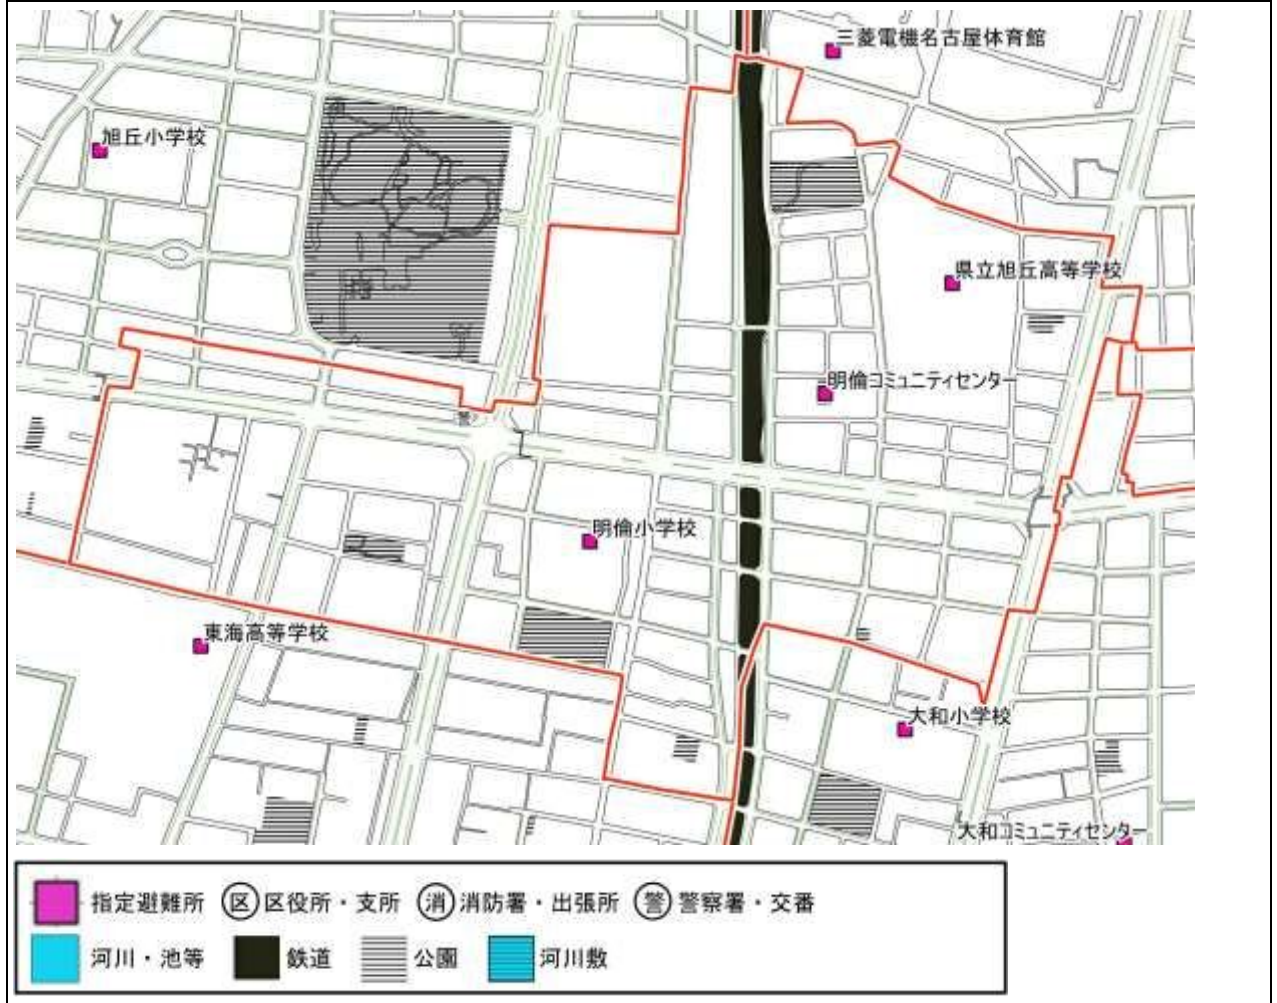 三菱電機名古屋体育館
旭丘小学校
県立旭丘高等学校
明倫コミュニティセンター
警
明倫小学校
東海高等学校
大和小学校
大和コミュニティセンター
指定避難所 区 区役所・支所 消 消防署・出張所 警 警察署・交番
河川・池等 鉄道 公園 河川敷